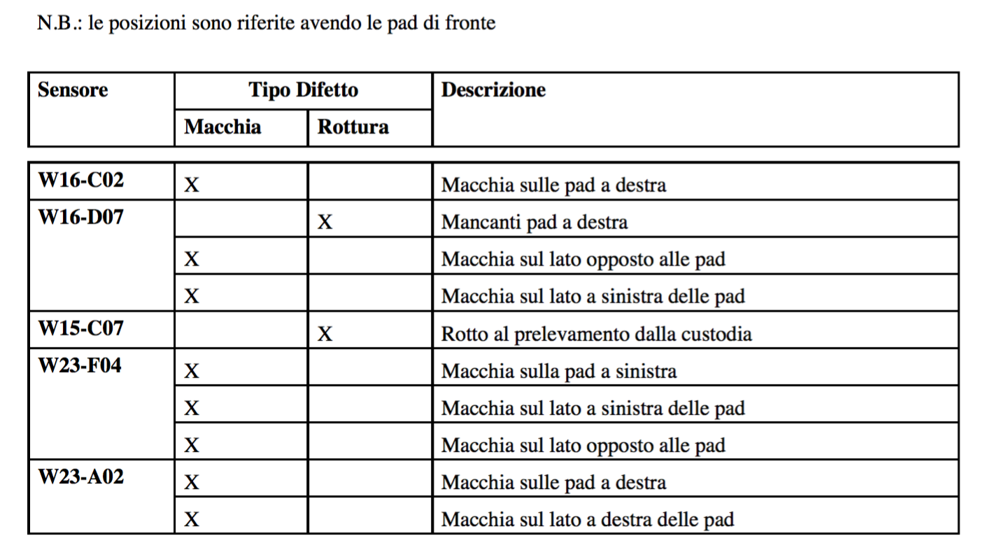 N.B.: le posizioni sono riferite avendo le pad di fronte
Sensore Tipo Difetto Descrizione
Macchia Rottura
W16-C02 X Macchia sulle pad a destra
W16-D07 X Mancanti pad a destra
X Macchia sul lato opposto alle pad
X Macchia sul lato a sinistra delle pad
W15-C07 X Rotto al prelevamento dalla custodia
W23-F04 X Macchia sulla pad a sinistra
X Macchia sul lato a sinistra delle pad
X Macchia sul lato opposto alle pad
W23-A02 X Macchia sulle pad a destra
X Macchia sul lato a destra delle pad